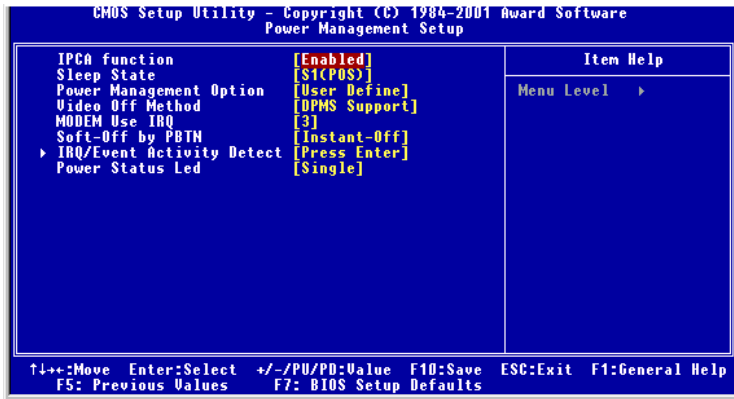 CMOS Setup Utility - Copyright (C) 1984-2001 Award Software
Power Management Setup
IPCA function [Enabled]
Sleep State [S1(POS)]
Power Management Option [User Define]
Video Off Method [DPMS Support]
MODEM Use IRQ [3]
Soft-Off by PBTN [Instant-Off]
▸ IRQ/Event Activity Detect [Press Enter]
Power Status Led [Single]
Item Help
Menu Level ▸
↑↓→←:Move Enter:Select +/-/PU/PD:Value F10:Save ESC:Exit F1:General Help
F5: Previous Values F7: BIOS Setup Defaults